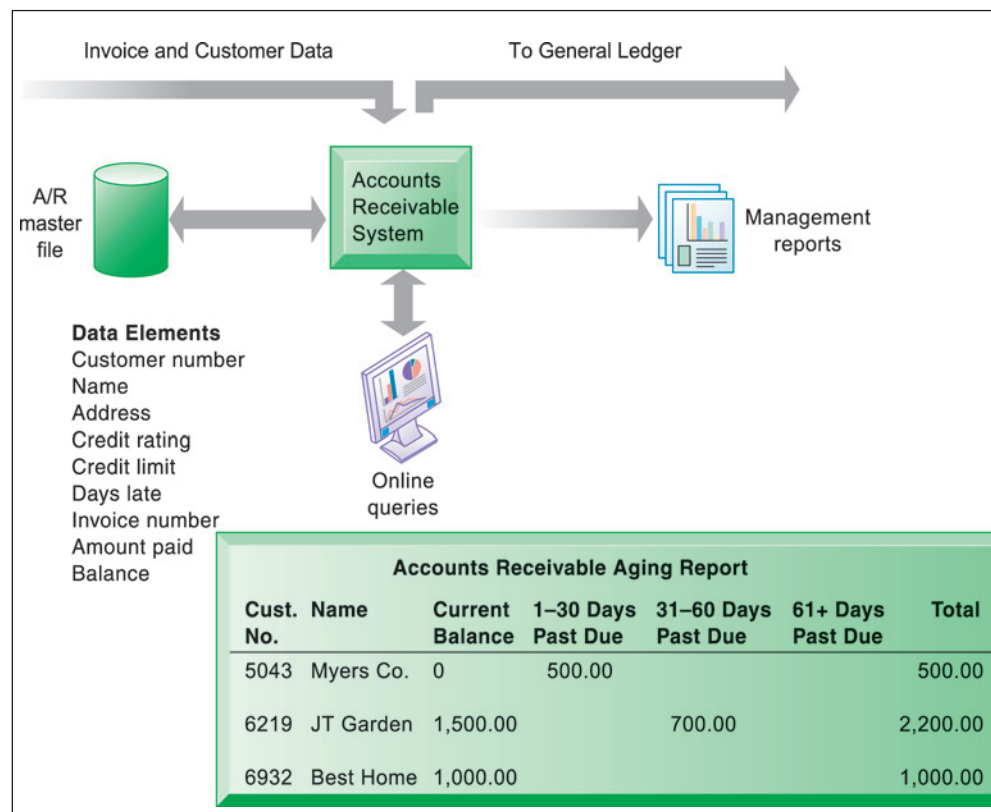 Invoice and Customer Data
To General Ledger
A/R
master
file
Accounts
Receivable
System
Management
reports
Data Elements
Customer number
Name
Address
Credit rating
Credit limit
Days late
Invoice number
Amount paid
Balance
Online
queries
Accounts Receivable Aging Report
Cust. Name Current 1–30 Days 31–60 Days 61+ Days Total
No. Balance Past Due Past Due Past Due
5043 Myers Co. 0 500.00 500.00
6219 JT Garden 1,500.00 700.00 2,200.00
6932 Best Home 1,000.00 1,000.00